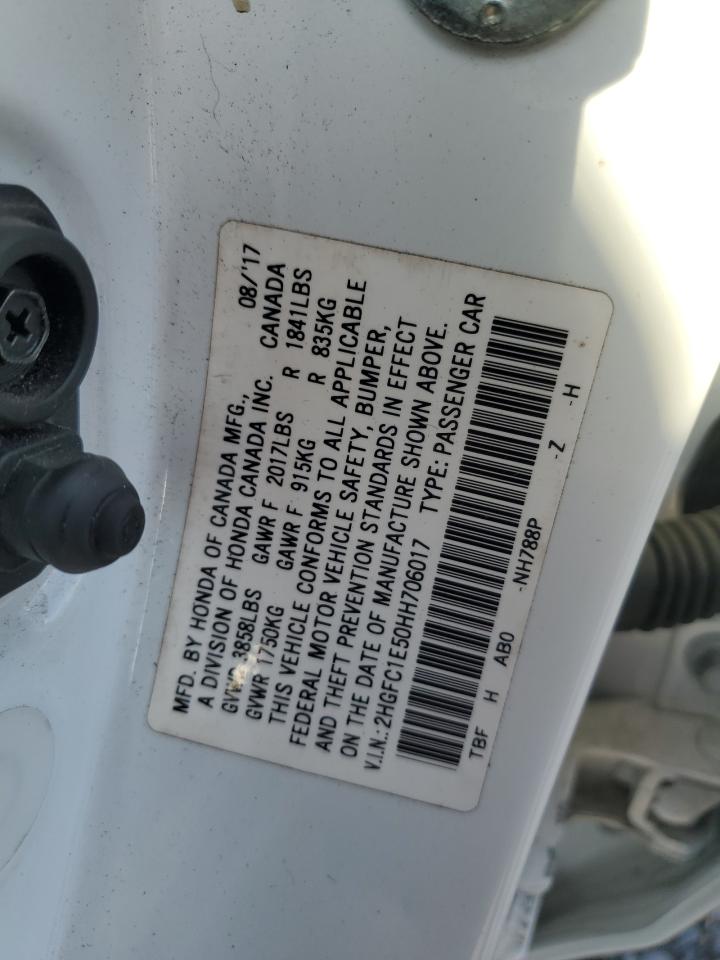 MFD. BY HONDA OF CANADA MFG., 08/'17
A DIVISION OF HONDA CANADA INC. CANADA
GVWR 3858LBS GAWR F 2017LBS R 1841LBS
GVWR 1750KG GAWR F 915KG R 835KG
THIS VEHICLE CONFORMS TO ALL APPLICABLE
FEDERAL MOTOR VEHICLE SAFETY, BUMPER,
AND THEFT PREVENTION STANDARDS IN EFFECT
ON THE DATE OF MANUFACTURE SHOWN ABOVE.
V.I.N.: 2HGFC1E50HH706017 TYPE: PASSENGER CAR
TBF H AB0 -NH788P -Z -H